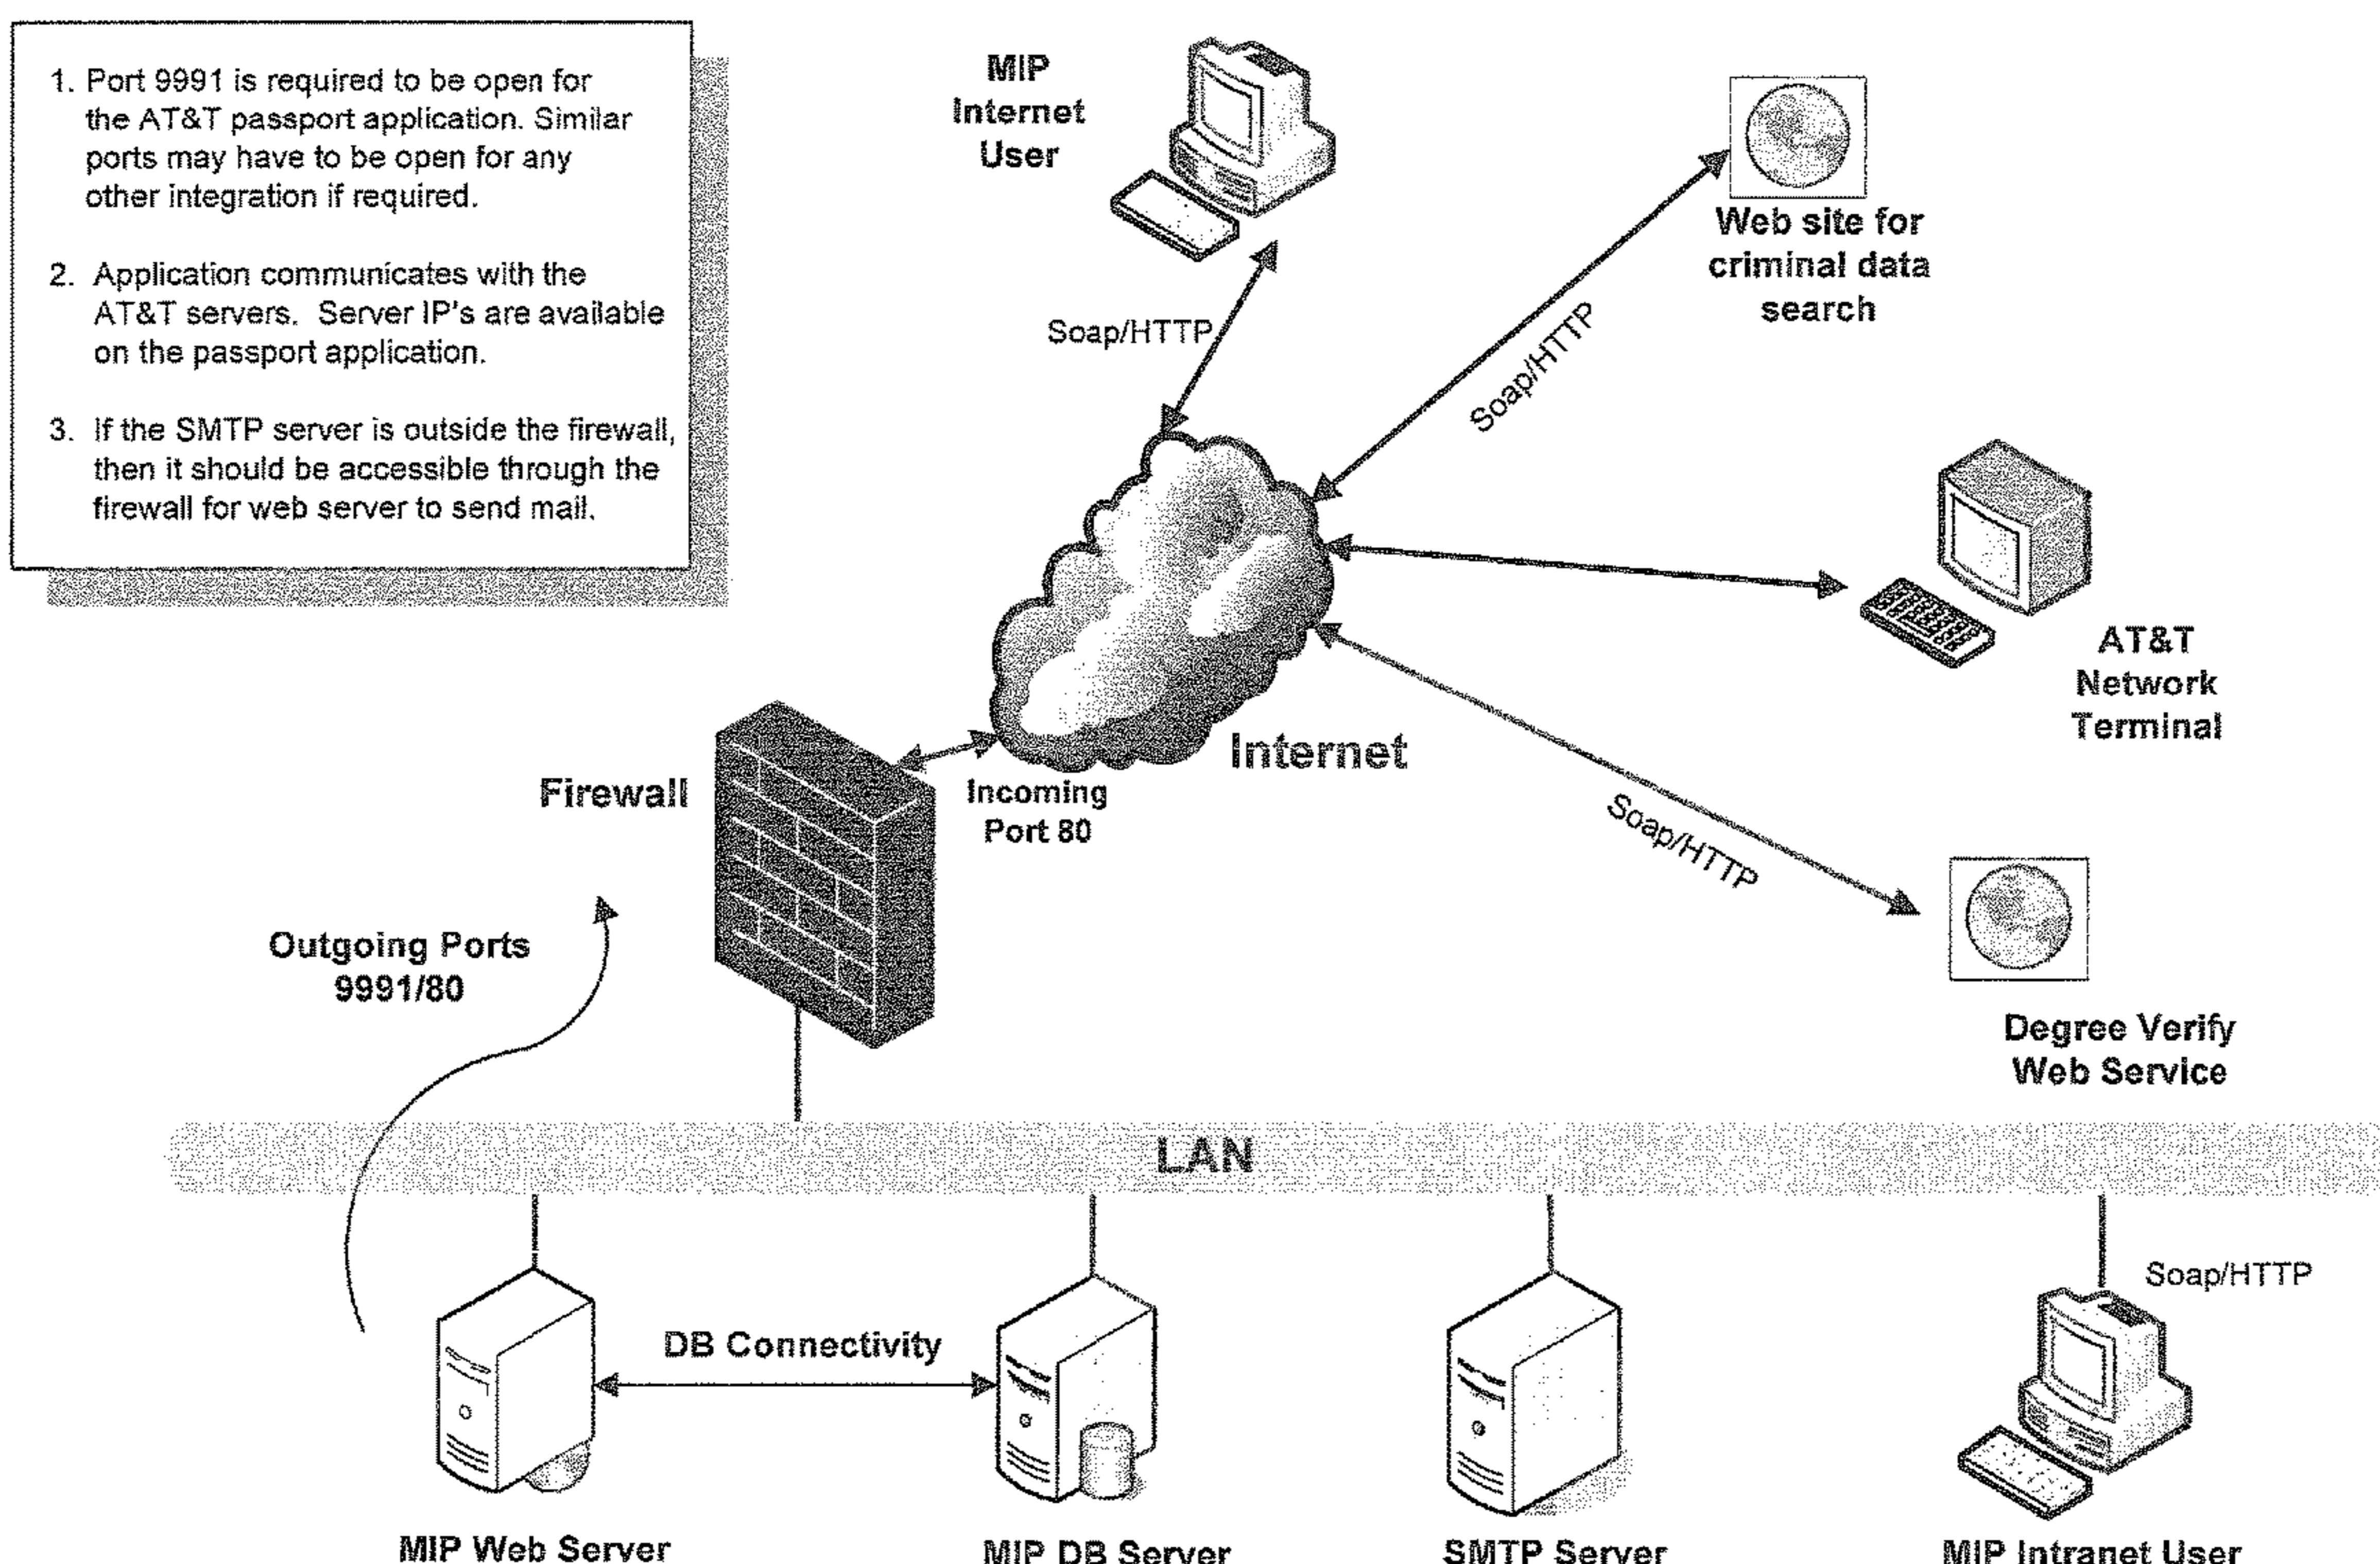 1. Port 9991 is required to be open for
the AT&T passport application. Similar
ports may have to be open for any
other integration if required.
2. Application communicates with the
AT&T servers. Server IP's are available
on the passport application.
3. If the SMTP server is outside the firewall,
then it should be accessible through the
firewall for web server to send mail.
MIP
Internet
User
Web site for
criminal data
search
Soap/HTTP
Soap/HTTP
AT&T
Network
Terminal
Internet
Firewall
Incoming
Port 80
Soap/HTTP
Outgoing Ports
9991/80
Degree Verify
Web Service
LAN
Soap/HTTP
DB Connectivity
MIP Web Server
MIP DB Server
SMTP Server
MIP Intranet User